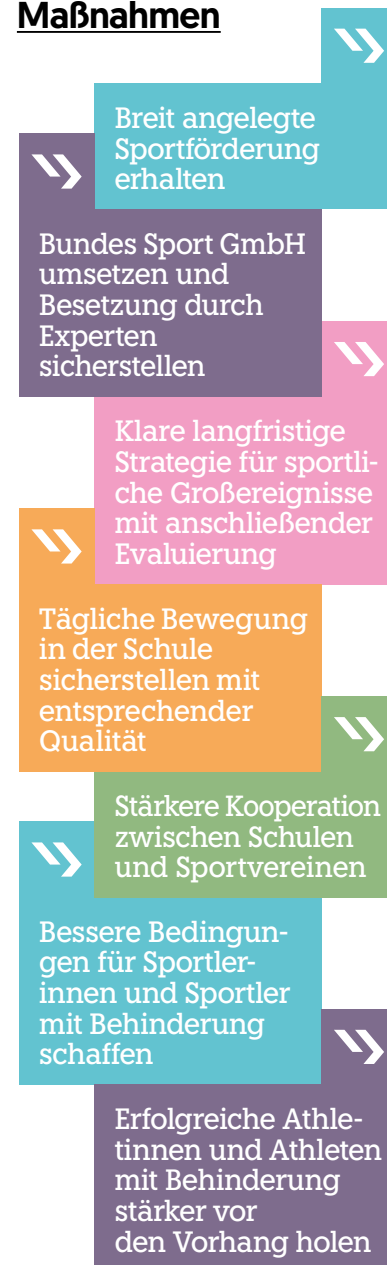 Maßnahmen
Breit angelegte
Sportförderung
erhalten
Bundes Sport GmbH
umsetzen und
Besetzung durch
Experten
sicherstellen
Klare langfristige
Strategie für sportli-
che Großereignisse
mit anschließender
Evaluierung
Tägliche Bewegung
in der Schule
sicherstellen mit
entsprechender
Qualität
Stärkere Kooperation
zwischen Schulen
und Sportvereinen
Bessere Bedingun-
gen für Sportler-
innen und Sportler
mit Behinderung
schaffen
Erfolgreiche Athle-
tinnen und Athleten
mit Behinderung
stärker vor
den Vorhang holen